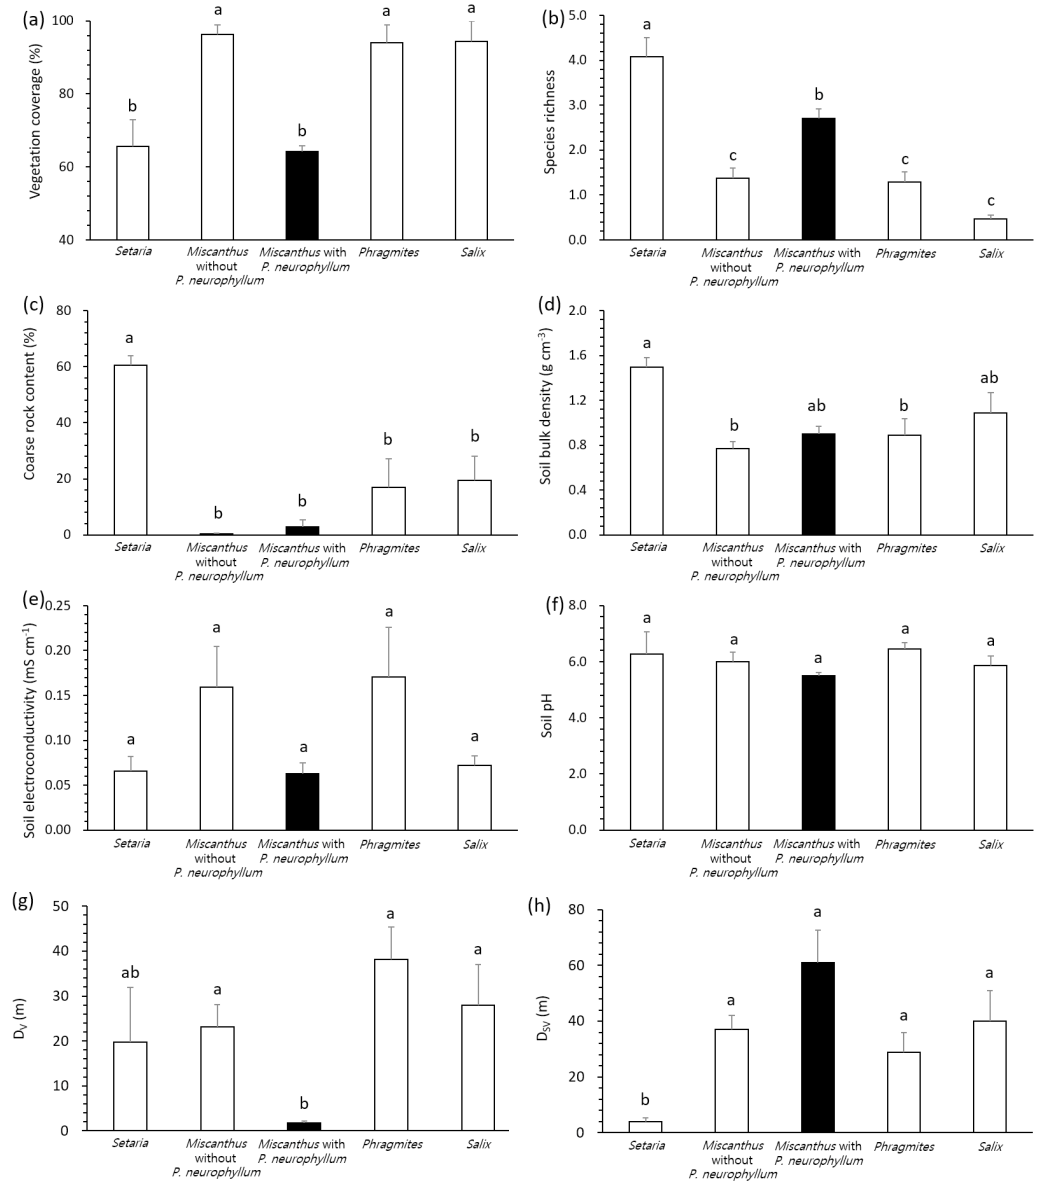 (a)
Vegetation coverage (%)
100
80
60
40
b
a
b
a
a
Setaria
Miscanthus
without
P. neurophyllum
Miscanthus with
P. neurophyllum
Phragmites
Salix
(b)
Species richness
5.0
4.0
3.0
2.0
1.0
0.0
a
c
b
c
c
Setaria
Miscanthus
without
P. neurophyllum
Miscanthus with
P. neurophyllum
Phragmites
Salix
(c)
Coarse rock content (%)
80
60
40
20
0
a
b
b
b
b
Setaria
Miscanthus
without
P. neurophyllum
Miscanthus with
P. neurophyllum
Phragmites
Salix
(d)
Soil bulk density (g cm-3)
2.0
1.6
1.2
0.8
0.4
0.0
a
b
ab
b
ab
Setaria
Miscanthus
without
P. neurophyllum
Miscanthus with
P. neurophyllum
Phragmites
Salix
(e)
Soil electroconductivity (mS cm-1)
0.25
0.20
0.15
0.10
0.05
0.00
a
a
a
a
a
Setaria
Miscanthus
without
P. neurophyllum
Miscanthus with
P. neurophyllum
Phragmites
Salix
(f)
Soil pH
8.0
6.0
4.0
2.0
0.0
a
a
a
a
a
Setaria
Miscanthus
without
P. neurophyllum
Miscanthus with
P. neurophyllum
Phragmites
Salix
(g)
DV (m)
50
40
30
20
10
0
ab
a
b
a
a
Setaria
Miscanthus
without
P. neurophyllum
Miscanthus with
P. neurophyllum
Phragmites
Salix
(h)
DSV (m)
80
60
40
20
0
b
a
a
a
a
Setaria
Miscanthus
without
P. neurophyllum
Miscanthus with
P. neurophyllum
Phragmites
Salix